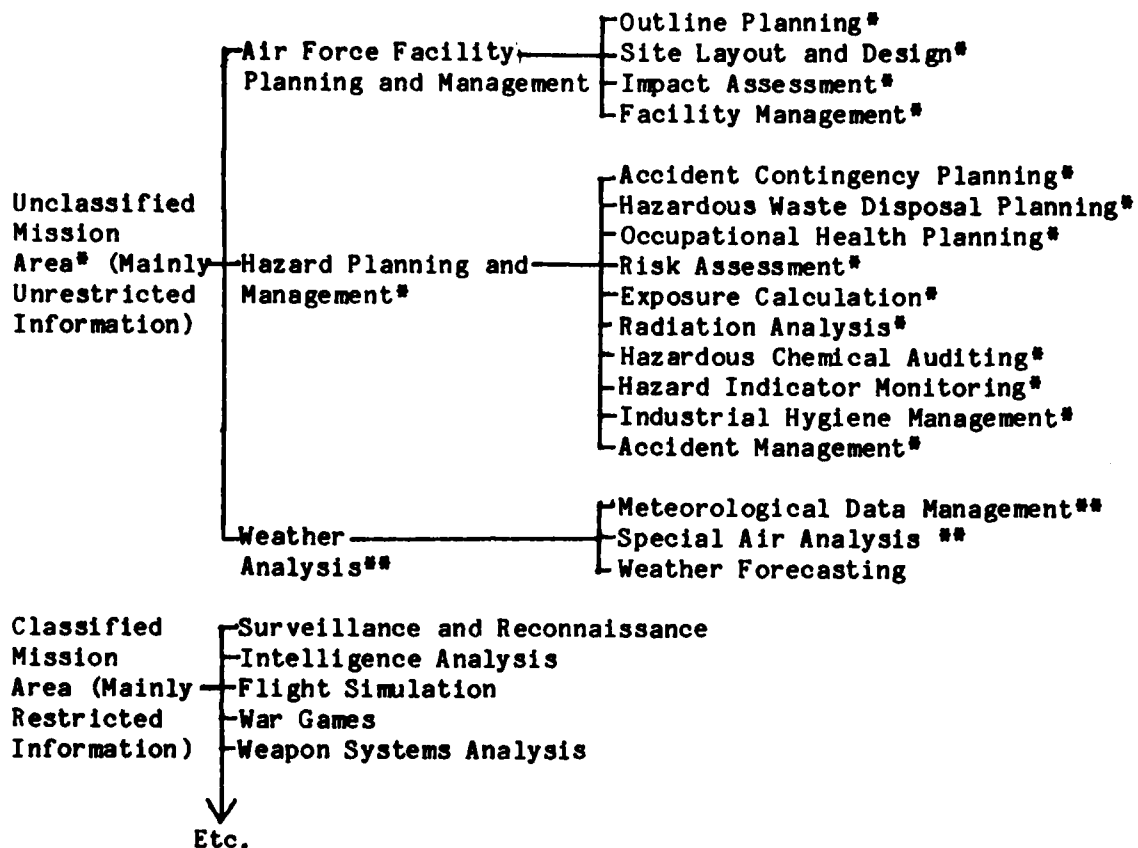 Unclassified
Mission
Area* (Mainly
Unrestricted
Information)
Air Force Facility
Planning and Management
Outline Planning*
Site Layout and Design*
Impact Assessment*
Facility Management*
Hazard Planning and
Management*
Accident Contingency Planning*
Hazardous Waste Disposal Planning*
Occupational Health Planning*
Risk Assessment*
Exposure Calculation*
Radiation Analysis*
Hazardous Chemical Auditing*
Hazard Indicator Monitoring*
Industrial Hygiene Management*
Accident Management*
Weather
Analysis**
Meteorological Data Management**
Special Air Analysis **
Weather Forecasting
Classified
Mission
Area (Mainly
Restricted
Information)
Surveillance and Reconnaissance
Intelligence Analysis
Flight Simulation
War Games
Weapon Systems Analysis
Etc.